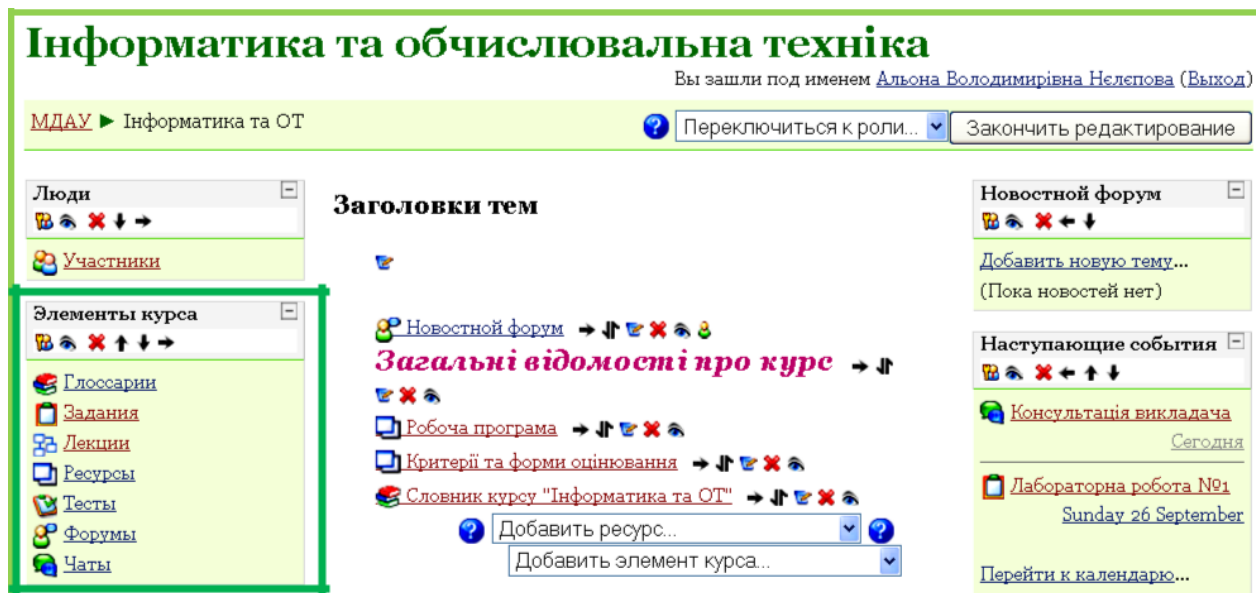 Інформатика та обчислювальна техніка
Вы зашли под именем Альона Володимирівна Нєлєпова (Выход)
МДАУ ► Інформатика та ОТ
Переключиться к роли...
Закончить редактирование
Люди
Участники
Элементы курса
Глоссарии
Задания
Лекции
Ресурсы
Тесты
Форумы
Чаты
Заголовки тем
Новостной форум
Загальні відомості про курс
Робоча програма
Критерії та форми оцінювання
Словник курсу "Інформатика та ОТ"
Добавить ресурс...
Добавить элемент курса...
Новостной форум
Добавить новую тему...
(Пока новостей нет)
Наступающие события
Консультація викладача
Сегодня
Лабораторна робота №1
Sunday 26 September
Перейти к календарю...